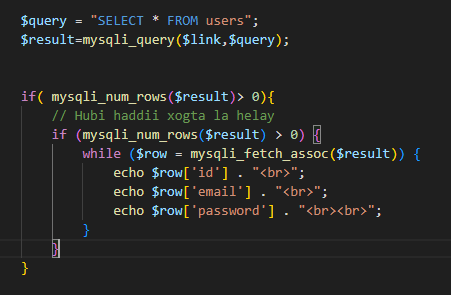 $query = "SELECT * FROM users";
$result=mysqli_query($link,$query);
if( mysqli_num_rows($result)> 0){
// Hubi haddii xogta la helay
if (mysqli_num_rows($result) > 0) {
while ($row = mysqli_fetch_assoc($result)) {
echo $row['id'] . "<br>";
echo $row['email'] . "<br>";
echo $row['password'] . "<br><br>";
}
}
}